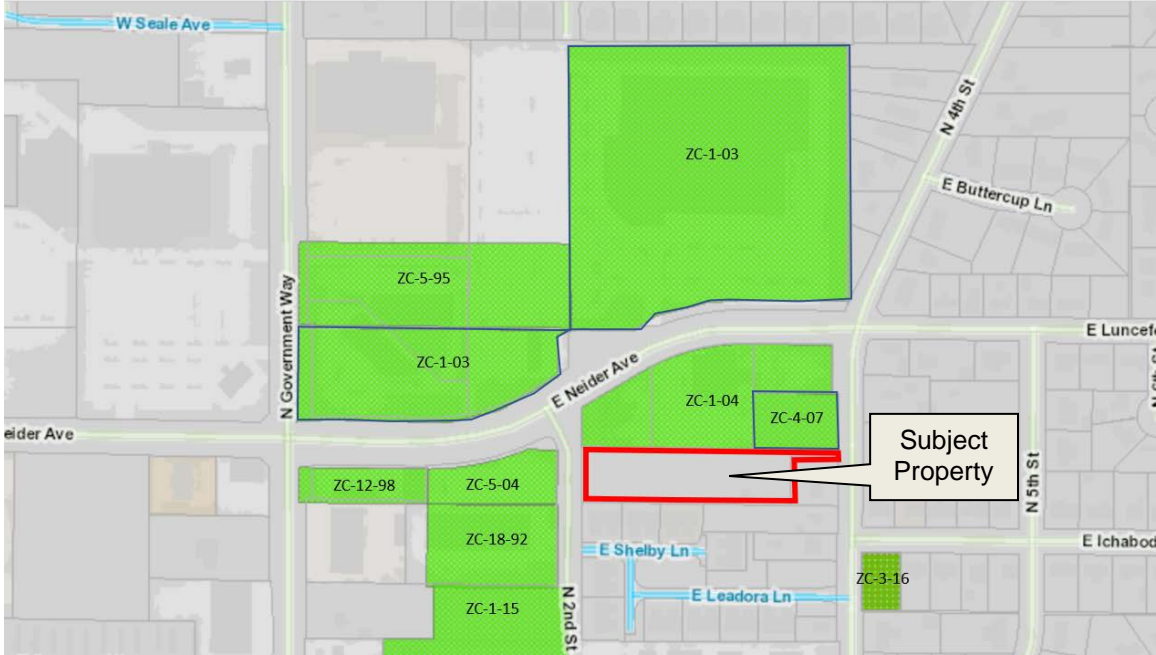 W Seale Ave
N 4th St
ZC-1-03
E Buttercup Ln
ZC-5-95
N Government Way
E Luncef
ZC-1-03
E Neider Ave
N 6th St
ZC-1-04
ZC-4-07
eider Ave
Subject
Property
ZC-12-98
ZC-5-04
N 5th St
ZC-18-92
E Shelby Ln
E Ichabod
ZC-3-16
E Leadora Ln
ZC-1-15
N 2nd St